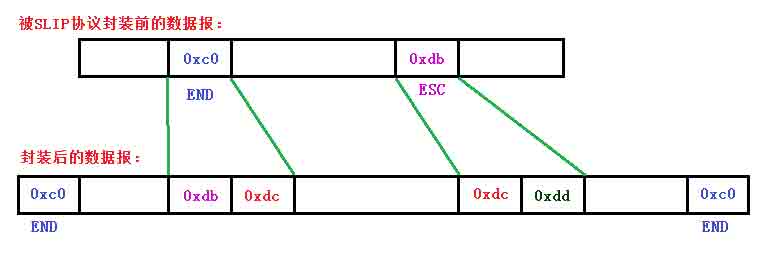 被SLIP协议封装前的数据报:
0xc0 0xdb
END ESC
封装后的数据报:
0xc0 0xdb 0xdc 0xdc 0xdd 0xc0
END END